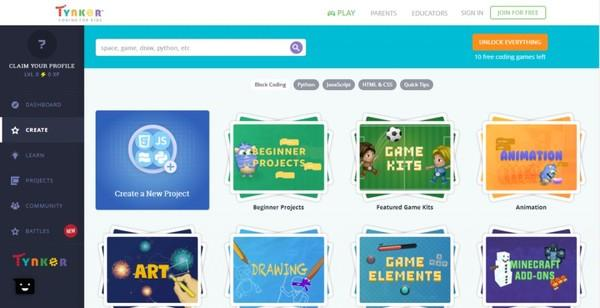 Tynker
CODING FOR KIDS
PLAY
PARENTS
EDUCATORS
SIGN IN
JOIN FOR FREE
?
CLAIM YOUR PROFILE
LVL 0 ⚡ 0 XP
space, game, draw, python, etc
UNLOCK EVERYTHING
10 free coding games left
Block Coding
Python
JavaScript
HTML & CSS
Quick Tips
DASHBOARD
CREATE
LEARN
PROJECTS
COMMUNITY
BATTLES
NEW
Tynker
JS
Create a New Project
BEGINNER
PROJECTS
Beginner Projects
GAME
KITS
Featured Game Kits
ANIMATION
Animation
ART
DRAWING
GAME
ELEMENTS
MINECRAFT
ADD-ONS